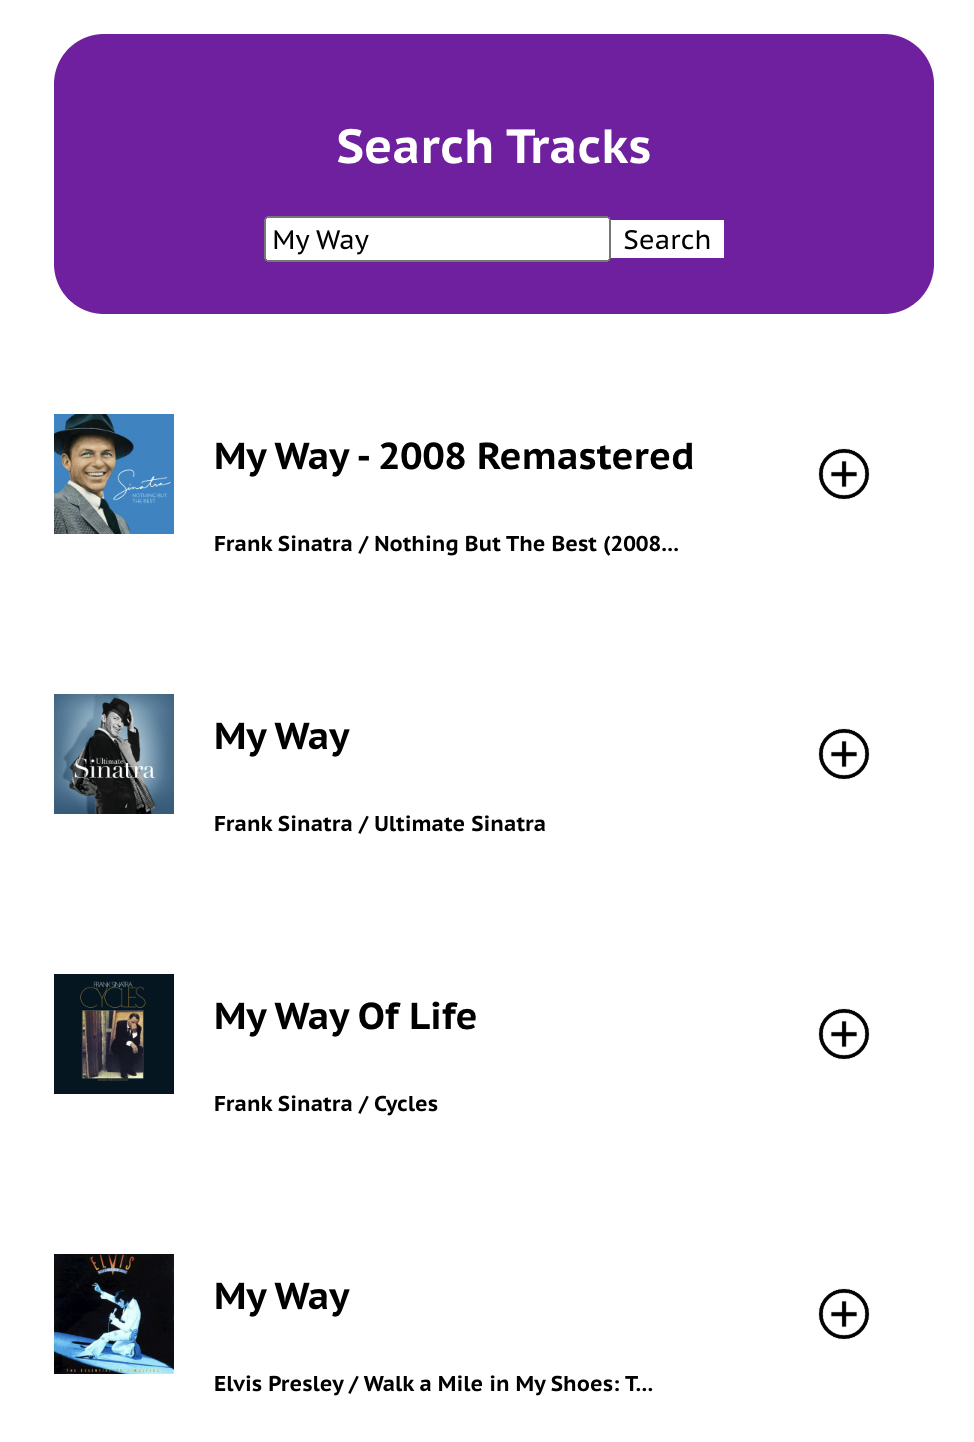 Search Tracks
My Way Search
Sinatra
NOTHING BUT
THE BEST
My Way - 2008 Remastered
Frank Sinatra / Nothing But The Best (2008...
Ultimate
Sinatra
My Way
Frank Sinatra / Ultimate Sinatra
FRANK SINATRA
CYCLES
My Way Of Life
Frank Sinatra / Cycles
ELVIS
My Way
Elvis Presley / Walk a Mile in My Shoes: T...